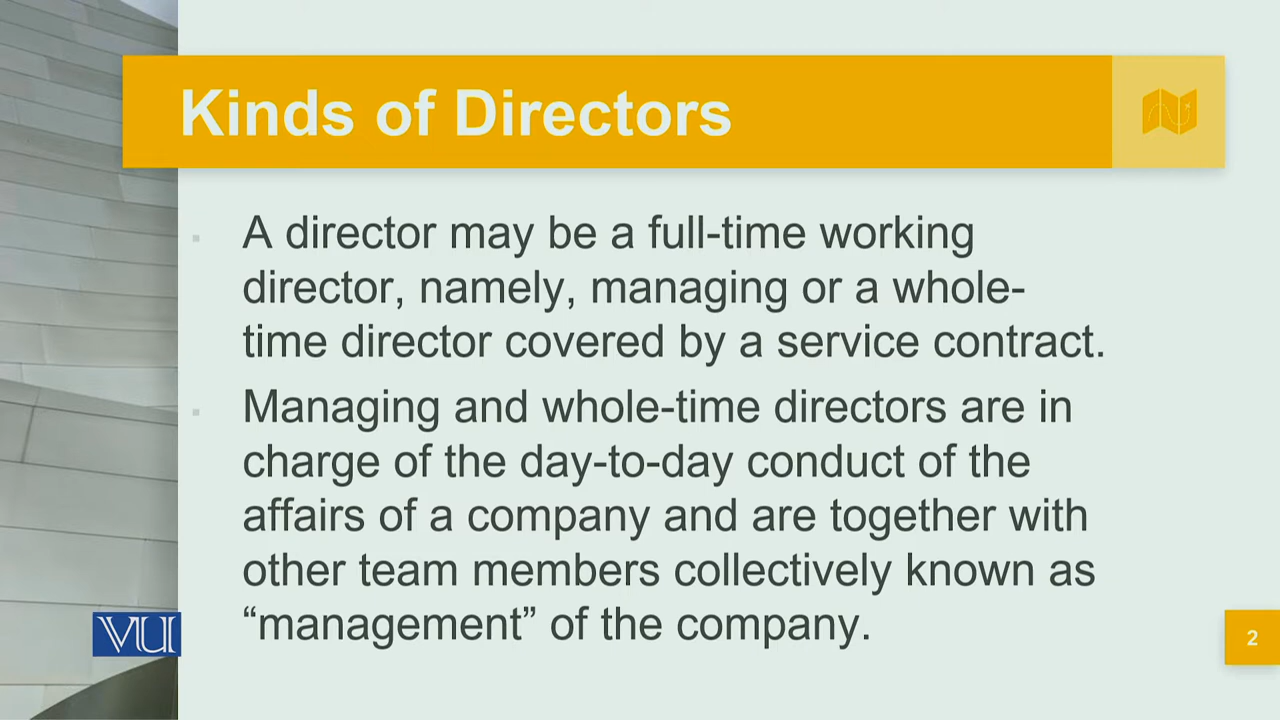 Kinds of Directors
A director may be a full-time working
director, namely, managing or a whole-
time director covered by a service contract.
Managing and whole-time directors are in
charge of the day-to-day conduct of the
affairs of a company and are together with
other team members collectively known as
“management” of the company.
VU
2